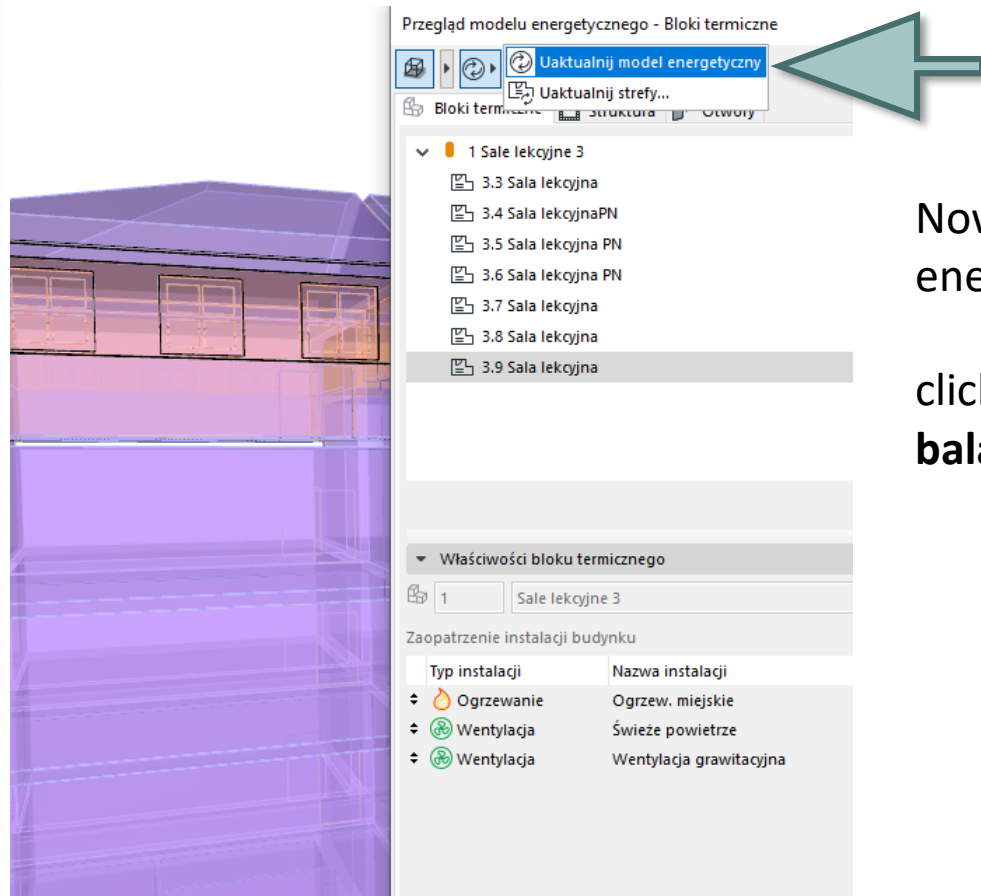 Przegląd modelu energetycznego - Bloki termiczne
Uaktualnij model energetyczny
Uaktualnij strefy...
Bloki termiczne Struktura Otwory
1 Sale lekcyjne 3
3.3 Sala lekcyjna
3.4 Sala lekcyjnaPN
3.5 Sala lekcyjna PN
3.6 Sala lekcyjna PN
3.7 Sala lekcyjna
3.8 Sala lekcyjna
3.9 Sala lekcyjna
Właściwości bloku termicznego
1 Sale lekcyjne 3
Zaopatrzenie instalacji budynku
Typ instalacji Nazwa instalacji
Ogrzewanie Ogrzew. miejskie
Wentylacja Świeże powietrze
Wentylacja Wentylacja grawitacyjna